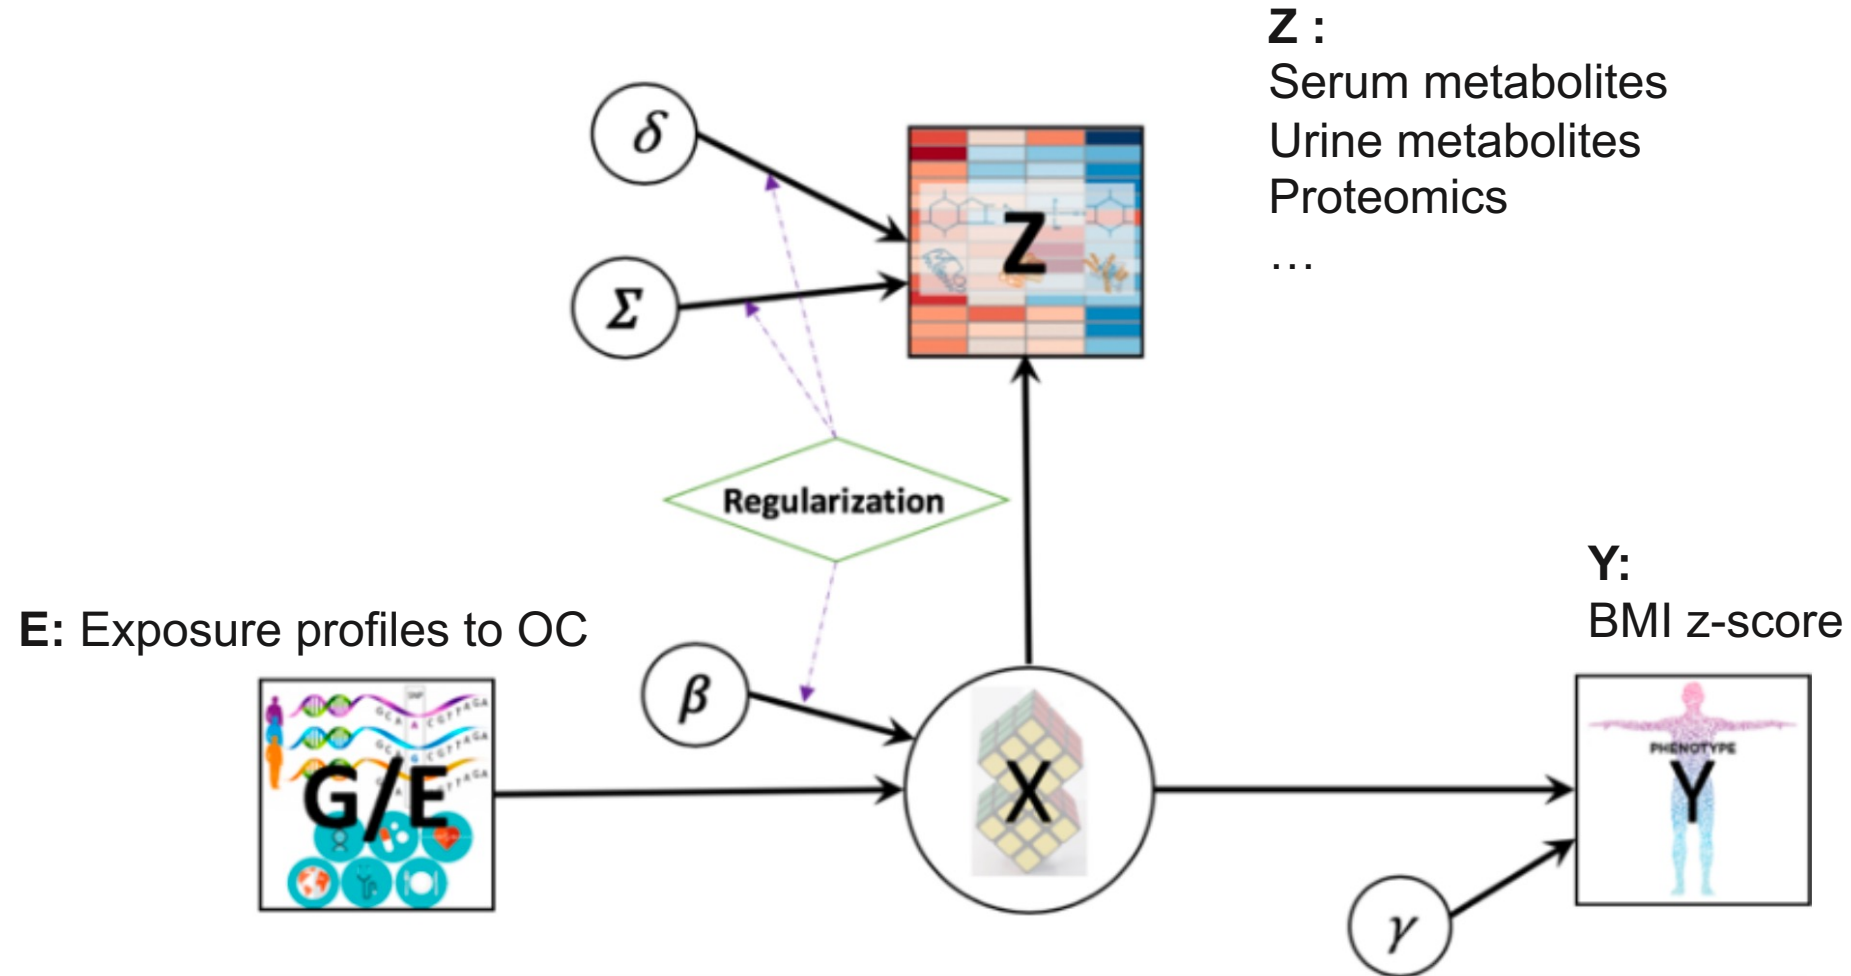 Z :
Serum metabolites
Urine metabolites
Proteomics
…
δ
Z
Σ
Regularization
Y:
BMI z-score
E: Exposure profiles to OC
β
G/E
X
PHENOTYPE
Y
γ